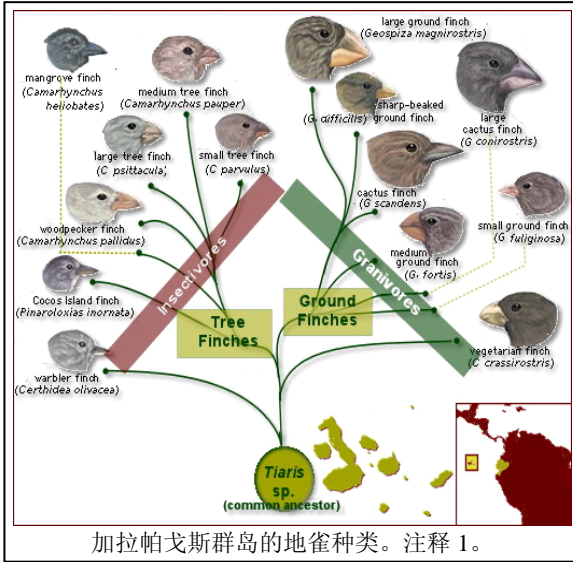 large ground finch
(Geospiza magnirostris)
mangrove finch
(Camarhynchus
heliobates)
medium tree finch
(Camarhynchus pauper)
sharp-beaked
(G. difficilis) ground finch
large
cactus finch
(G conirostris)
large tree finch
(C psittacula)
small tree finch
(C parvulus)
cactus finch
(G scandens)
woodpecker finch
(Camarhynchus pallidus)
small ground finch
(G fuliginosa)
medium
ground finch
(G. fortis)
Insectivores
Granivores
Cocos Island finch
(Pinaroloxias inornata)
Tree
Finches
Ground
Finches
vegetarian finch
(C crassirostris)
warbler finch
(Certhidea olivacea)
Tiaris
sp.
(common ancestor)
加拉帕戈斯群岛的地雀种类。注释 1。